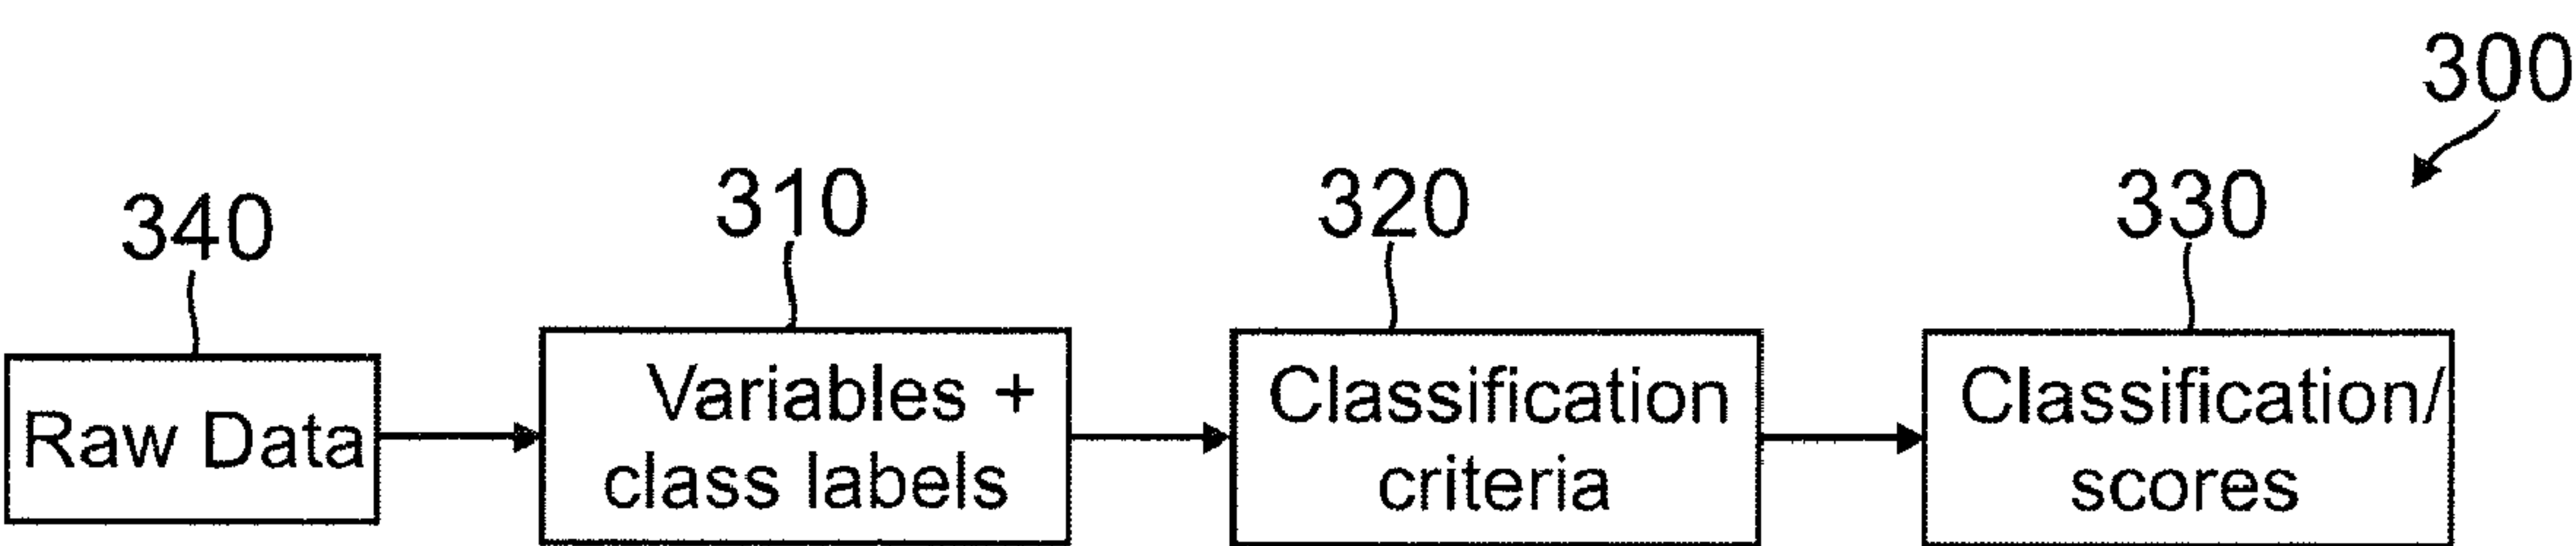 300
340
310
320
330
Raw Data
Variables +
class labels
Classification
criteria
Classification/
scores